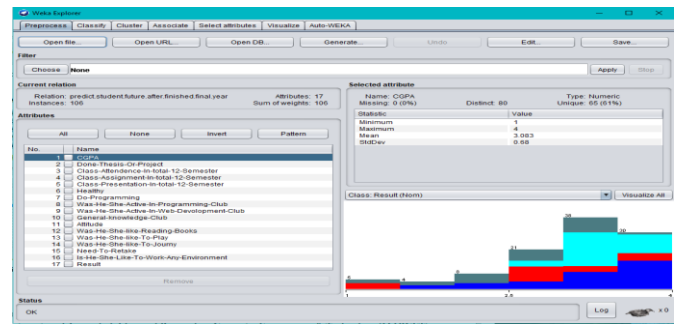 Weka Explorer
Preprocess Classify Cluster Associate Select attributes Visualize Auto-WEKA
Open file... Open URL... Open DB... Generate... Undo Edit... Save...
Filter
Choose None Apply Stop
Current relation
Relation: predict.student.future.after.finished.final.year Attributes: 17
Instances: 106 Sum of weights: 106
Selected attribute
Name: CGPA Type: Numeric
Missing: 0 (0%) Distinct: 80 Unique: 65 (61%)
Statistic Value
Minimum 1
Maximum 4
Mean 3.083
StdDev 0.68
Attributes
All None Invert Pattern
No. Name
1 CGPA
2 Done-Thesis-Or-Project
3 Class-Attendence-In-total-12-Semester
4 Class-Assignment-In-total-12-Semester
5 Class-Presentation-In-total-12-Semester
6 Healthy
7 Do-Programming
8 Was-He-She-Active-In-Programming-Club
9 Was-He-She-Active-In-Web-Devolopment-Club
10 General-knowledge-Club
11 Attitude
12 Was-He-She-like-Reading-Books
13 Was-He-She-like-To-Play
14 Was-He-She-like-To-Journy
15 Need-To-Retake
16 Is-He-She-Like-To-Work-Any-Environment
17 Result
Remove
Class: Result (Nom) Visualize All
21
30
1 2.5 4
Status
OK Log x 0